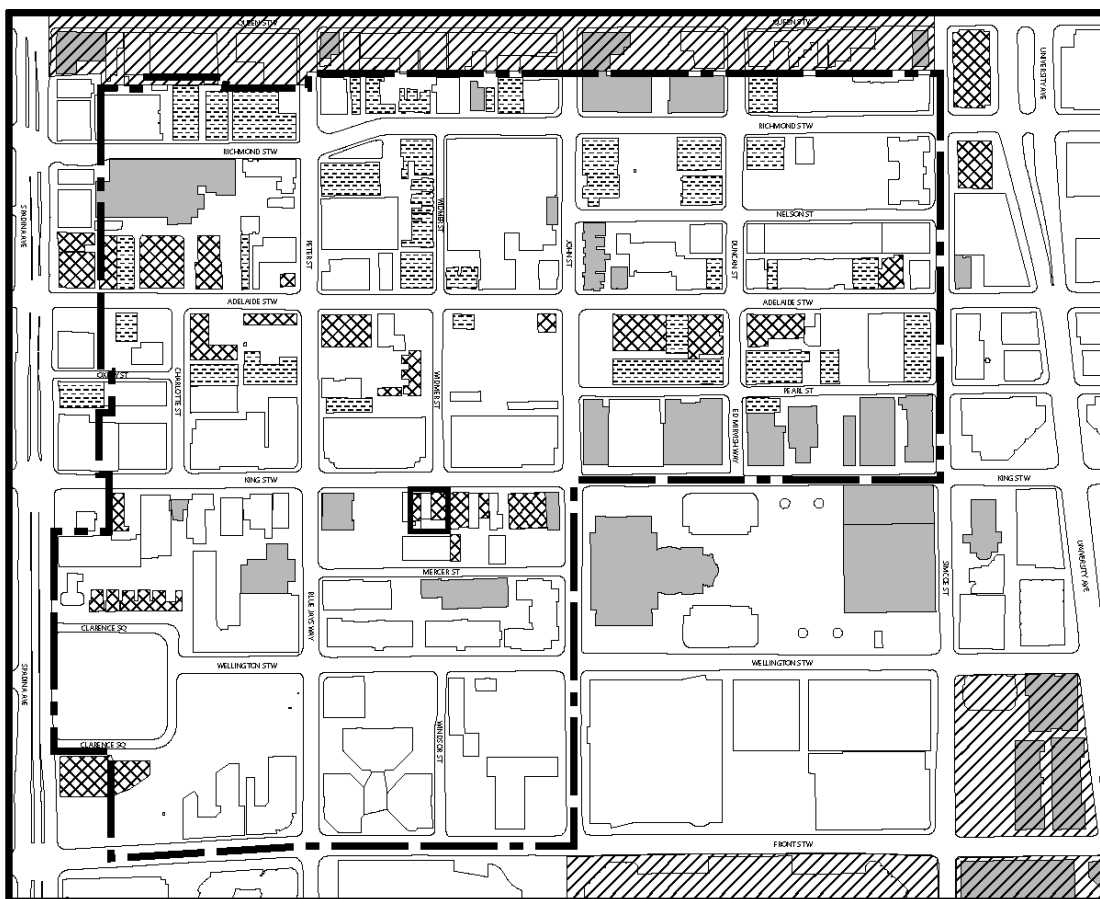 QUEEN ST W
QUEEN ST W
UNIVERSITY AVE
RICHMOND ST W
RICHMOND ST W
SPADINA AVE
PETER ST
WIDMER ST
JOHN ST
NELSON ST
DUNCAN ST
ADELAIDE ST W
ADELAIDE ST W
CHARLOTTE ST
WIDMER ST
PEARL ST
ED MIRVISH WAY
KING ST W
KING ST W
MERCER ST
BLUE JAYS WAY
SIMCOE ST
UNIVERSITY AVE
CLARENCE SQ
WELLINGTON ST W
WELLINGTON ST W
SPADINA AVE
WINDSOR ST
CLARENCE SQ
FRONT ST W